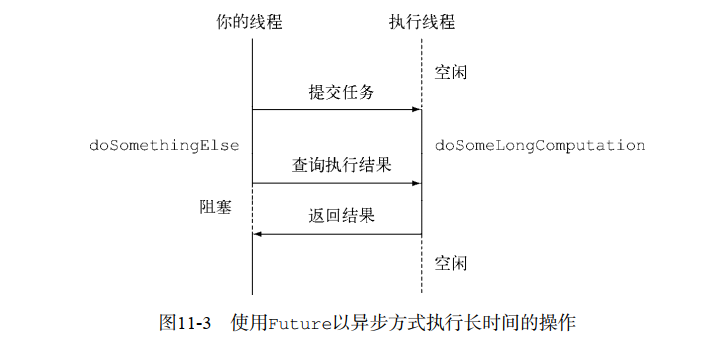 你的线程 执行线程
空闲
提交任务
doSomethingElse doSomeLongComputation
查询执行结果
阻塞
返回结果
空闲
图11-3 使用Future以异步方式执行长时间的操作